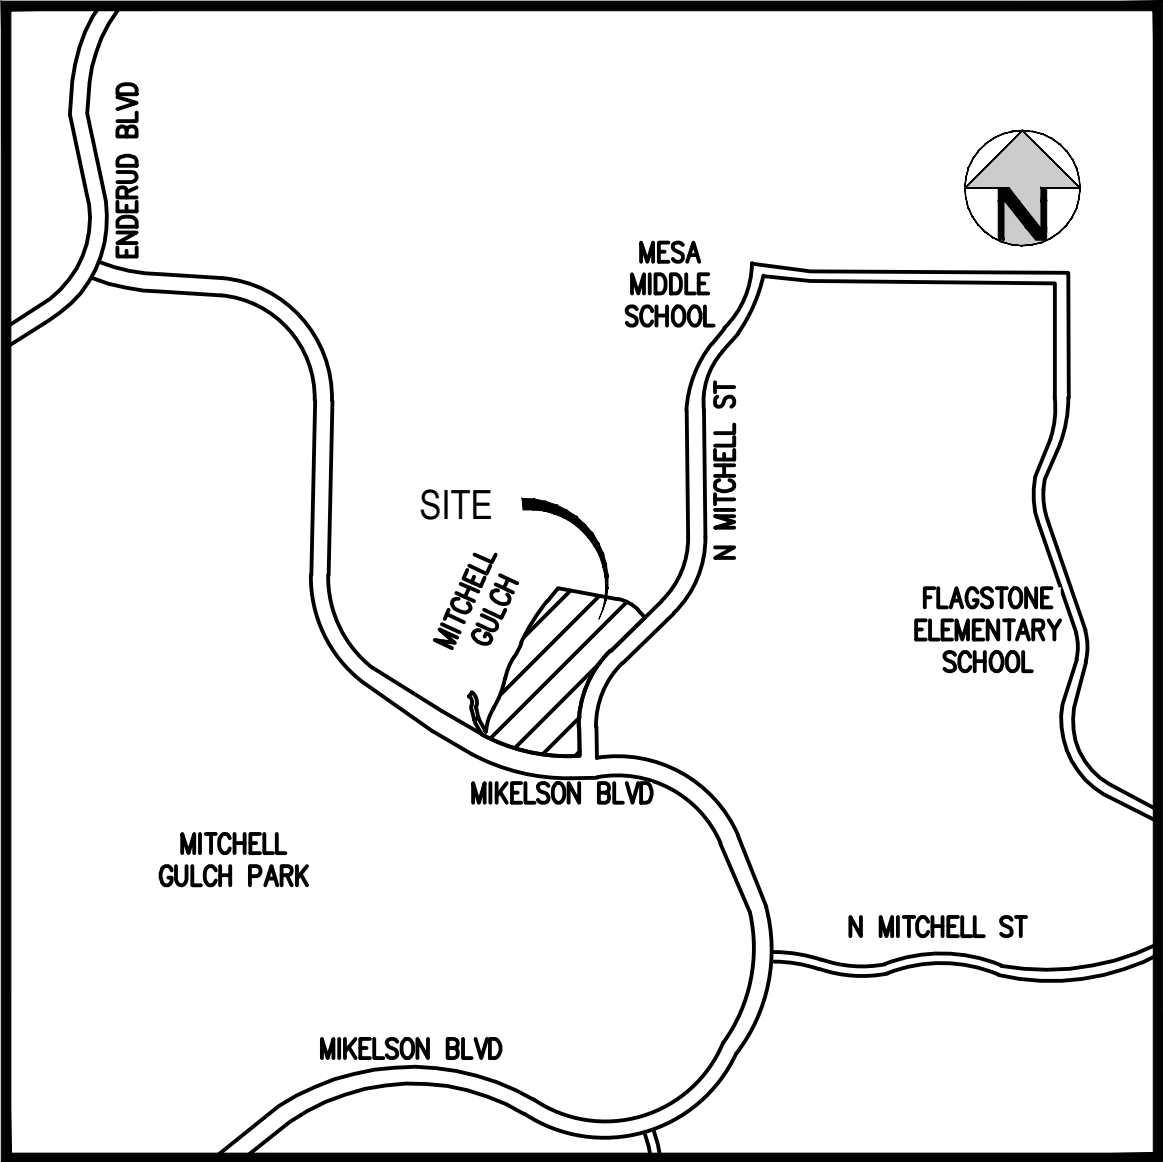 ENDERUD BLVD
N
MESA
MIDDLE
SCHOOL
N MITCHELL ST
SITE
MITCHELL
GULCH
FLAGSTONE
ELEMENTARY
SCHOOL
MIKELSON BLVD
MITCHELL
GULCH PARK
N MITCHELL ST
MIKELSON BLVD